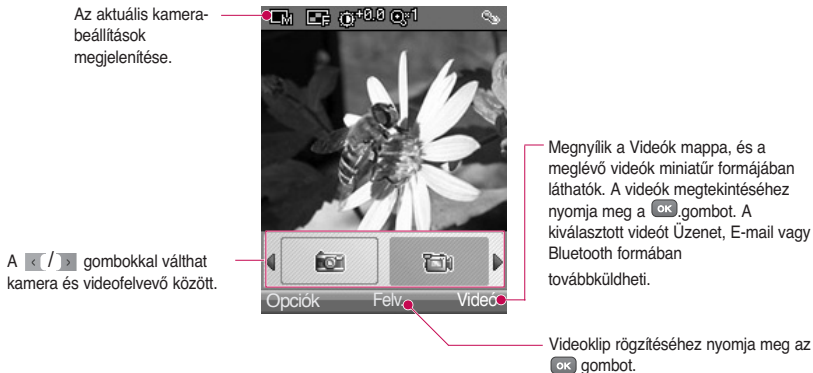 Az aktuális kamera-
beállítások
megjelenítése.
M F +0.0 ×1
Megnyílik a Videók mappa, és a
meglévő videók miniatűr formájában
láthatók. A videók megtekintéséhez
nyomja meg a OK .gombot. A
kiválasztott videót Üzenet, E-mail vagy
Bluetooth formában
továbbküldheti.
A < / > gombokkal válthat
kamera és videofelvevő között.
Opciók Felv. Videó
Videoklip rögzítéséhez nyomja meg az
OK gombot.